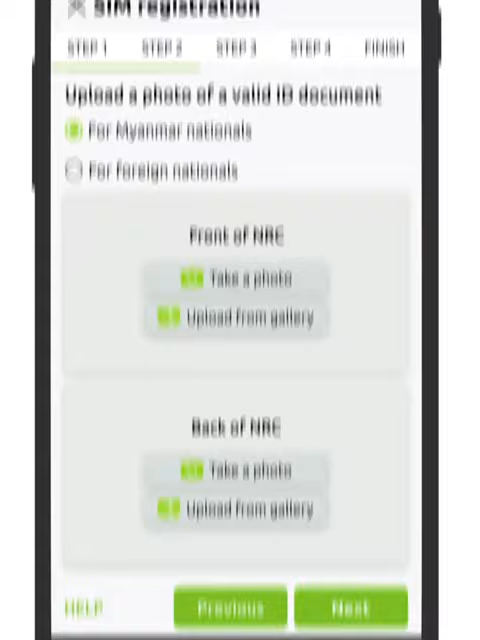 SIM registration
STEP 1 STEP 2 STEP 3 STEP 4 FINISH
Upload a photo of a valid ID document
For Myanmar nationals
For foreign nationals
Front of NRC
Take a photo
Upload from gallery
Back of NRC
Take a photo
Upload from gallery
HELP Previous Next